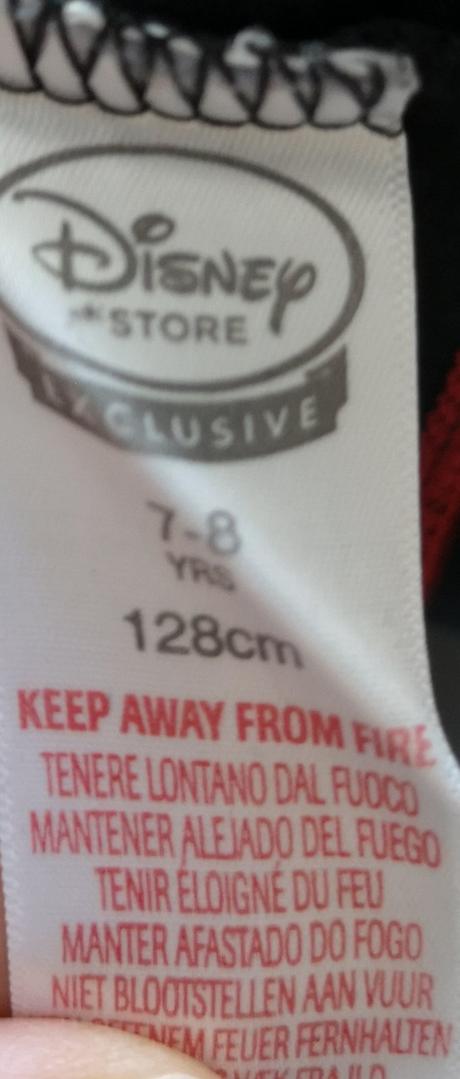 Disney
STORE
EXCLUSIVE
7-8
YRS
128cm
KEEP AWAY FROM FIRE
TENERE LONTANO DAL FUOCO
MANTENER ALEJADO DEL FUEGO
TENIR ÉLOIGNÉ DU FEU
MANTER AFASTADO DO FOGO
NIET BLOOTSTELLEN AAN VUUR
FEUER FERNHALTEN